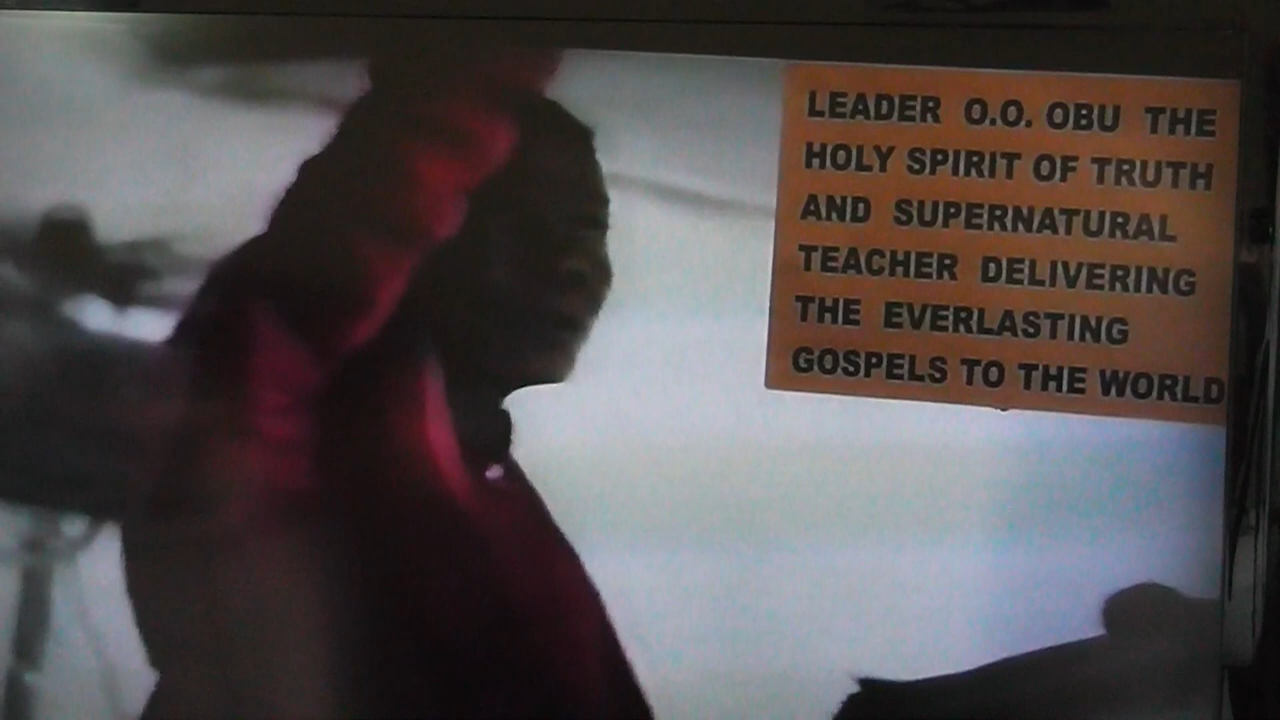 LEADER O.O. OBU THE
HOLY SPIRIT OF TRUTH
AND SUPERNATURAL
TEACHER DELIVERING
THE EVERLASTING
GOSPELS TO THE WORLD